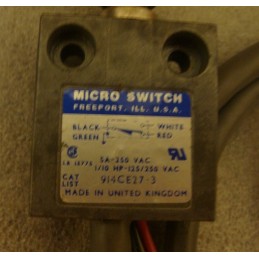 MICRO SWITCH
FREEPORT, ILL. U.S.A.
BLACK WHITE
GREEN RED
5A-250 VAC
1/10 HP-125/250 VAC
CAT LIST 914CE27-3
MADE IN UNITED KINGDOM